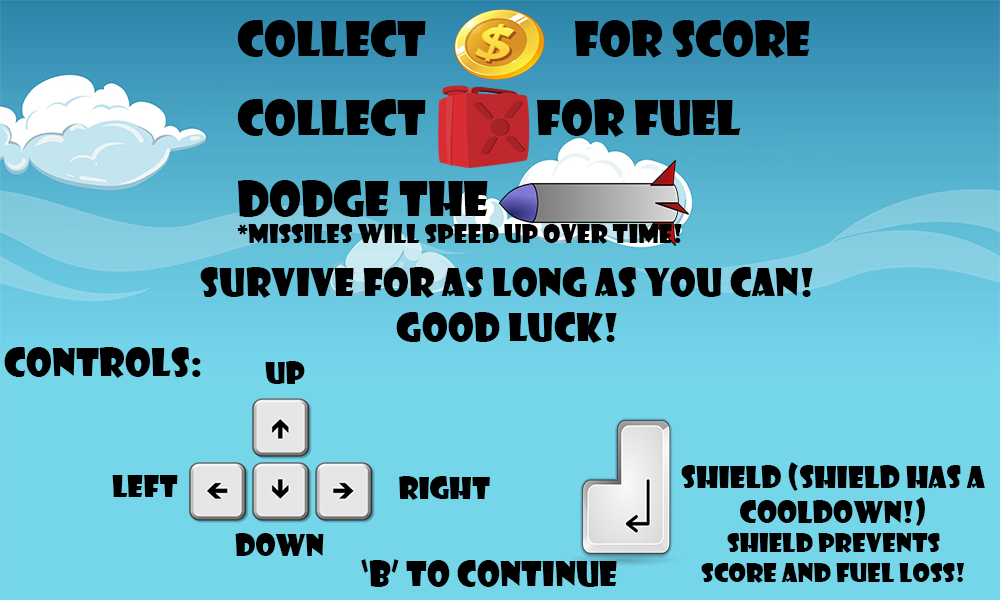 COLLECT $ FOR SCORE
COLLECT FOR FUEL
DODGE THE
*MISSILES WILL SPEED UP OVER TIME!
SURVIVE FOR AS LONG AS YOU CAN!
GOOD LUCK!
CONTROLS:
UP
↑
LEFT ← ↓ → RIGHT
DOWN
↵
SHIELD (SHIELD HAS A
COOLDOWN!)
SHIELD PREVENTS
SCORE AND FUEL LOSS!
'B' TO CONTINUE